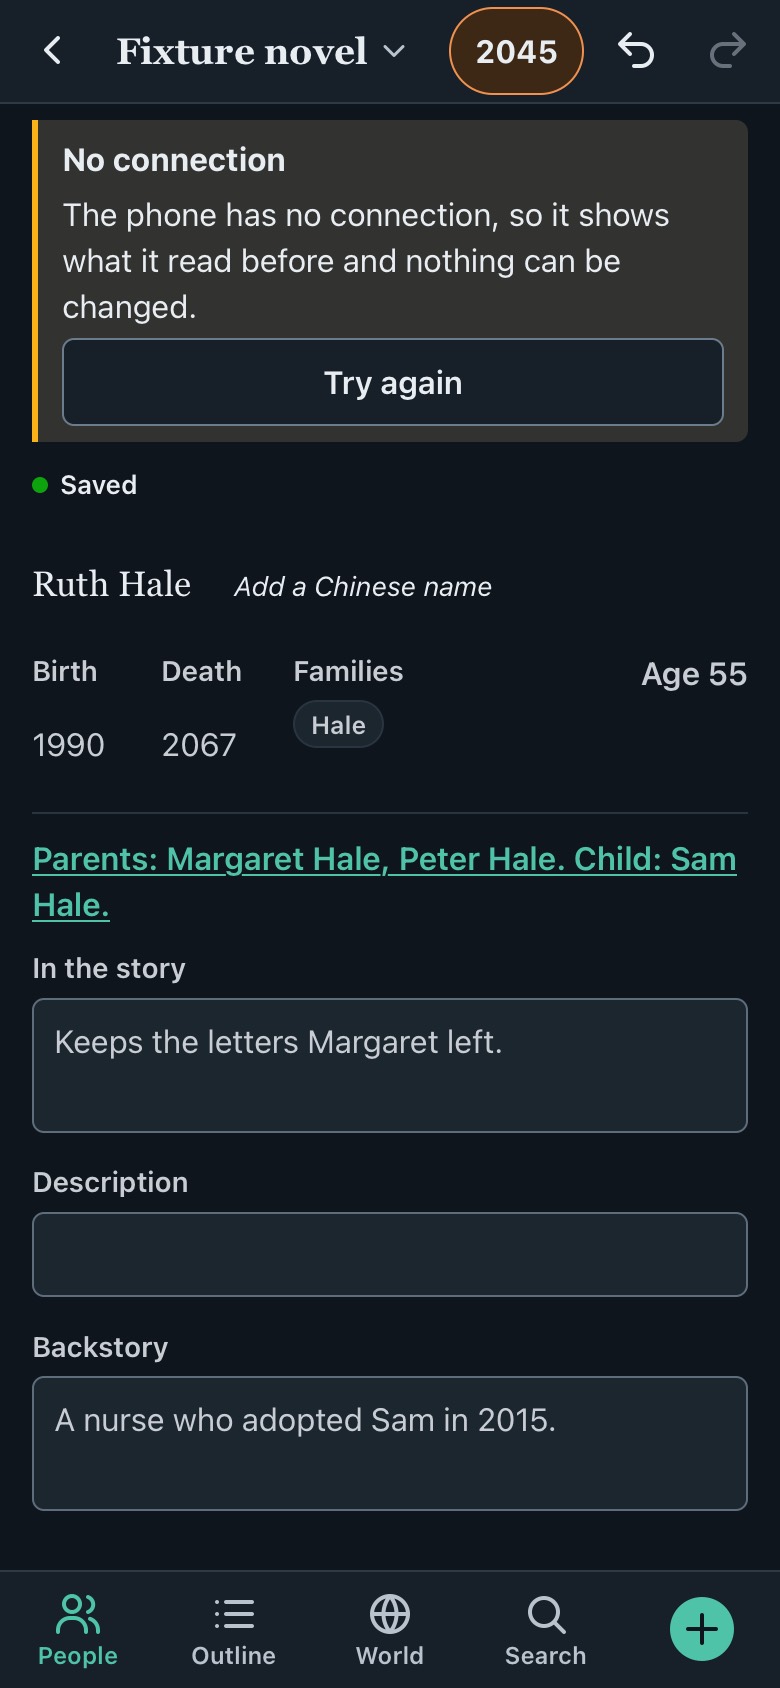 Fixture novel
2045
No connection
The phone has no connection, so it shows
what it read before and nothing can be
changed.
Try again
Saved
Ruth Hale
Add a Chinese name
Birth
Death
Families
Age 55
1990
2067
Hale
Parents: Margaret Hale, Peter Hale. Child: Sam
Hale.
In the story
Keeps the letters Margaret left.
Description
Backstory
A nurse who adopted Sam in 2015.
People
Outline
World
Search